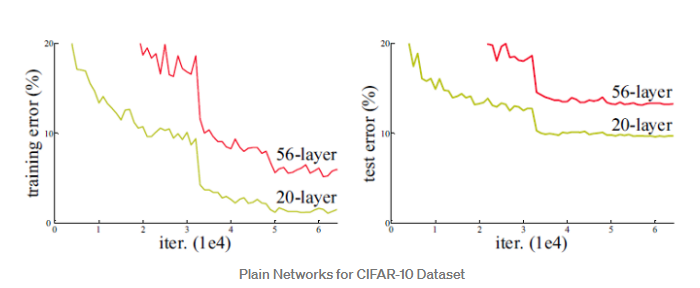 20
10
0
training error (%)
56-layer
20-layer
0 1 2 3 4 5 6
iter. (1e4)
20
10
0
test error (%)
56-layer
20-layer
0 1 2 3 4 5 6
iter. (1e4)
Plain Networks for CIFAR-10 Dataset